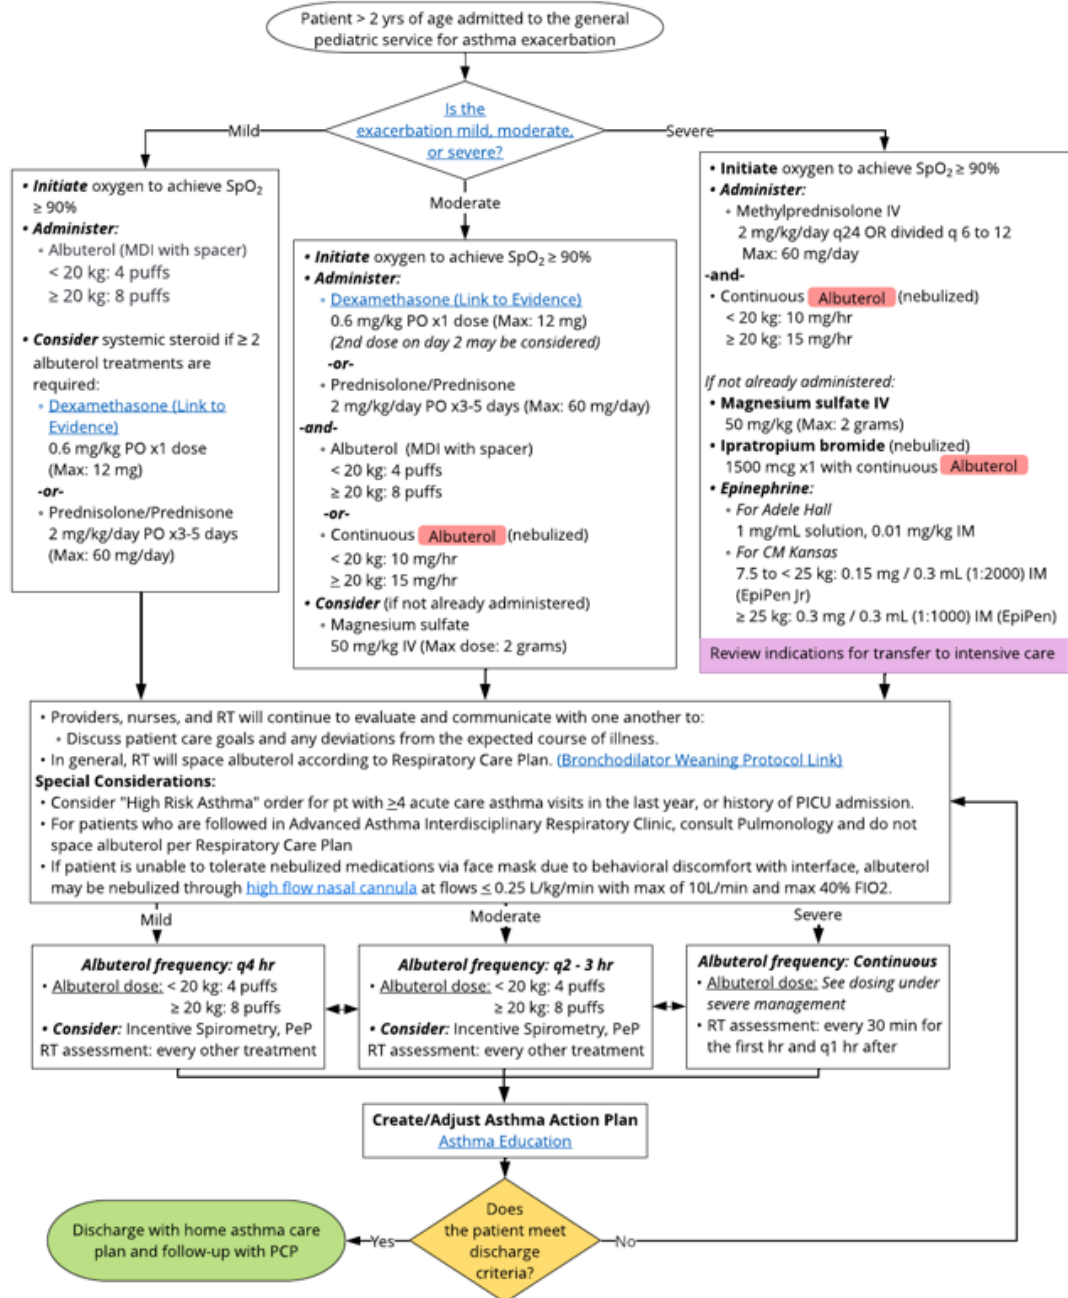 Patient > 2 yrs of age admitted to the general
pediatric service for asthma exacerbation
Is the
exacerbation mild, moderate,
or severe?
Mild
Moderate
Severe
• Initiate oxygen to achieve SpO₂
≥ 90%
• Administer:
• Albuterol (MDI with spacer)
< 20 kg: 4 puffs
≥ 20 kg: 8 puffs
• Consider systemic steroid if ≥ 2
albuterol treatments are
required:
• Dexamethasone (Link to
Evidence)
0.6 mg/kg PO x1 dose
(Max: 12 mg)
-or-
• Prednisolone/Prednisone
2 mg/kg/day PO x3-5 days
(Max: 60 mg/day)
• Initiate oxygen to achieve SpO₂ ≥ 90%
• Administer:
• Dexamethasone (Link to Evidence)
0.6 mg/kg PO x1 dose (Max: 12 mg)
(2nd dose on day 2 may be considered)
-or-
• Prednisolone/Prednisone
2 mg/kg/day PO x3-5 days (Max: 60 mg/day)
-and-
• Albuterol (MDI with spacer)
< 20 kg: 4 puffs
≥ 20 kg: 8 puffs
-or-
• Continuous Albuterol (nebulized)
< 20 kg: 10 mg/hr
≥ 20 kg: 15 mg/hr
• Consider (if not already administered)
• Magnesium sulfate
50 mg/kg IV (Max dose: 2 grams)
• Initiate oxygen to achieve SpO₂ ≥ 90%
• Administer:
• Methylprednisolone IV
2 mg/kg/day q24 OR divided q 6 to 12
Max: 60 mg/day
-and-
• Continuous Albuterol (nebulized)
< 20 kg: 10 mg/hr
≥ 20 kg: 15 mg/hr
If not already administered:
• Magnesium sulfate IV
50 mg/kg (Max: 2 grams)
• Ipratropium bromide (nebulized)
1500 mcg x1 with continuous Albuterol
• Epinephrine:
• For Adele Hall
1 mg/mL solution, 0.01 mg/kg IM
• For CM Kansas
7.5 to < 25 kg: 0.15 mg / 0.3 mL (1:2000) IM
(EpiPen Jr)
≥ 25 kg: 0.3 mg / 0.3 mL (1:1000) IM (EpiPen)
Review indications for transfer to intensive care
• Providers, nurses, and RT will continue to evaluate and communicate with one another to:
• Discuss patient care goals and any deviations from the expected course of illness.
• In general, RT will space albuterol according to Respiratory Care Plan. (Bronchodilator Weaning Protocol Link)
Special Considerations:
• Consider "High Risk Asthma" order for pt with ≥4 acute care asthma visits in the last year, or history of PICU admission.
• For patients who are followed in Advanced Asthma Interdisciplinary Respiratory Clinic, consult Pulmonology and do not
space albuterol per Respiratory Care Plan
• If patient is unable to tolerate nebulized medications via face mask due to behavioral discomfort with interface, albuterol
may be nebulized through high flow nasal cannula at flows ≤ 0.25 L/kg/min with max of 10L/min and max 40% FIO2.
Mild
Moderate
Severe
Albuterol frequency: q4 hr
• Albuterol dose: < 20 kg: 4 puffs
≥ 20 kg: 8 puffs
• Consider: Incentive Spirometry, PeP
RT assessment: every other treatment
Albuterol frequency: q2 - 3 hr
• Albuterol dose: < 20 kg: 4 puffs
≥ 20 kg: 8 puffs
• Consider: Incentive Spirometry, PeP
RT assessment: every other treatment
Albuterol frequency: Continuous
• Albuterol dose: See dosing under
severe management
• RT assessment: every 30 min for
the first hr and q1 hr after
Create/Adjust Asthma Action Plan
Asthma Education
Does
the patient meet
discharge
criteria?
Yes
No
Discharge with home asthma care
plan and follow-up with PCP